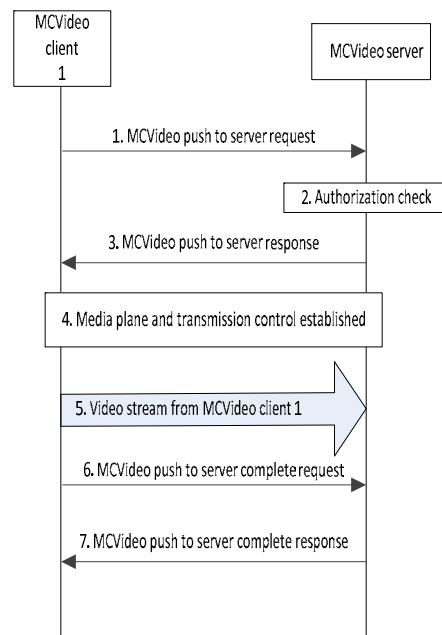 MCVideo
client
1
MCVideo server
1. MCVideo push to server request
2. Authorization check
3. MCVideo push to server response
4. Media plane and transmission control established
5. Video stream from MCVideo client 1
6. MCVideo push to server complete request
7. MCVideo push to server complete response